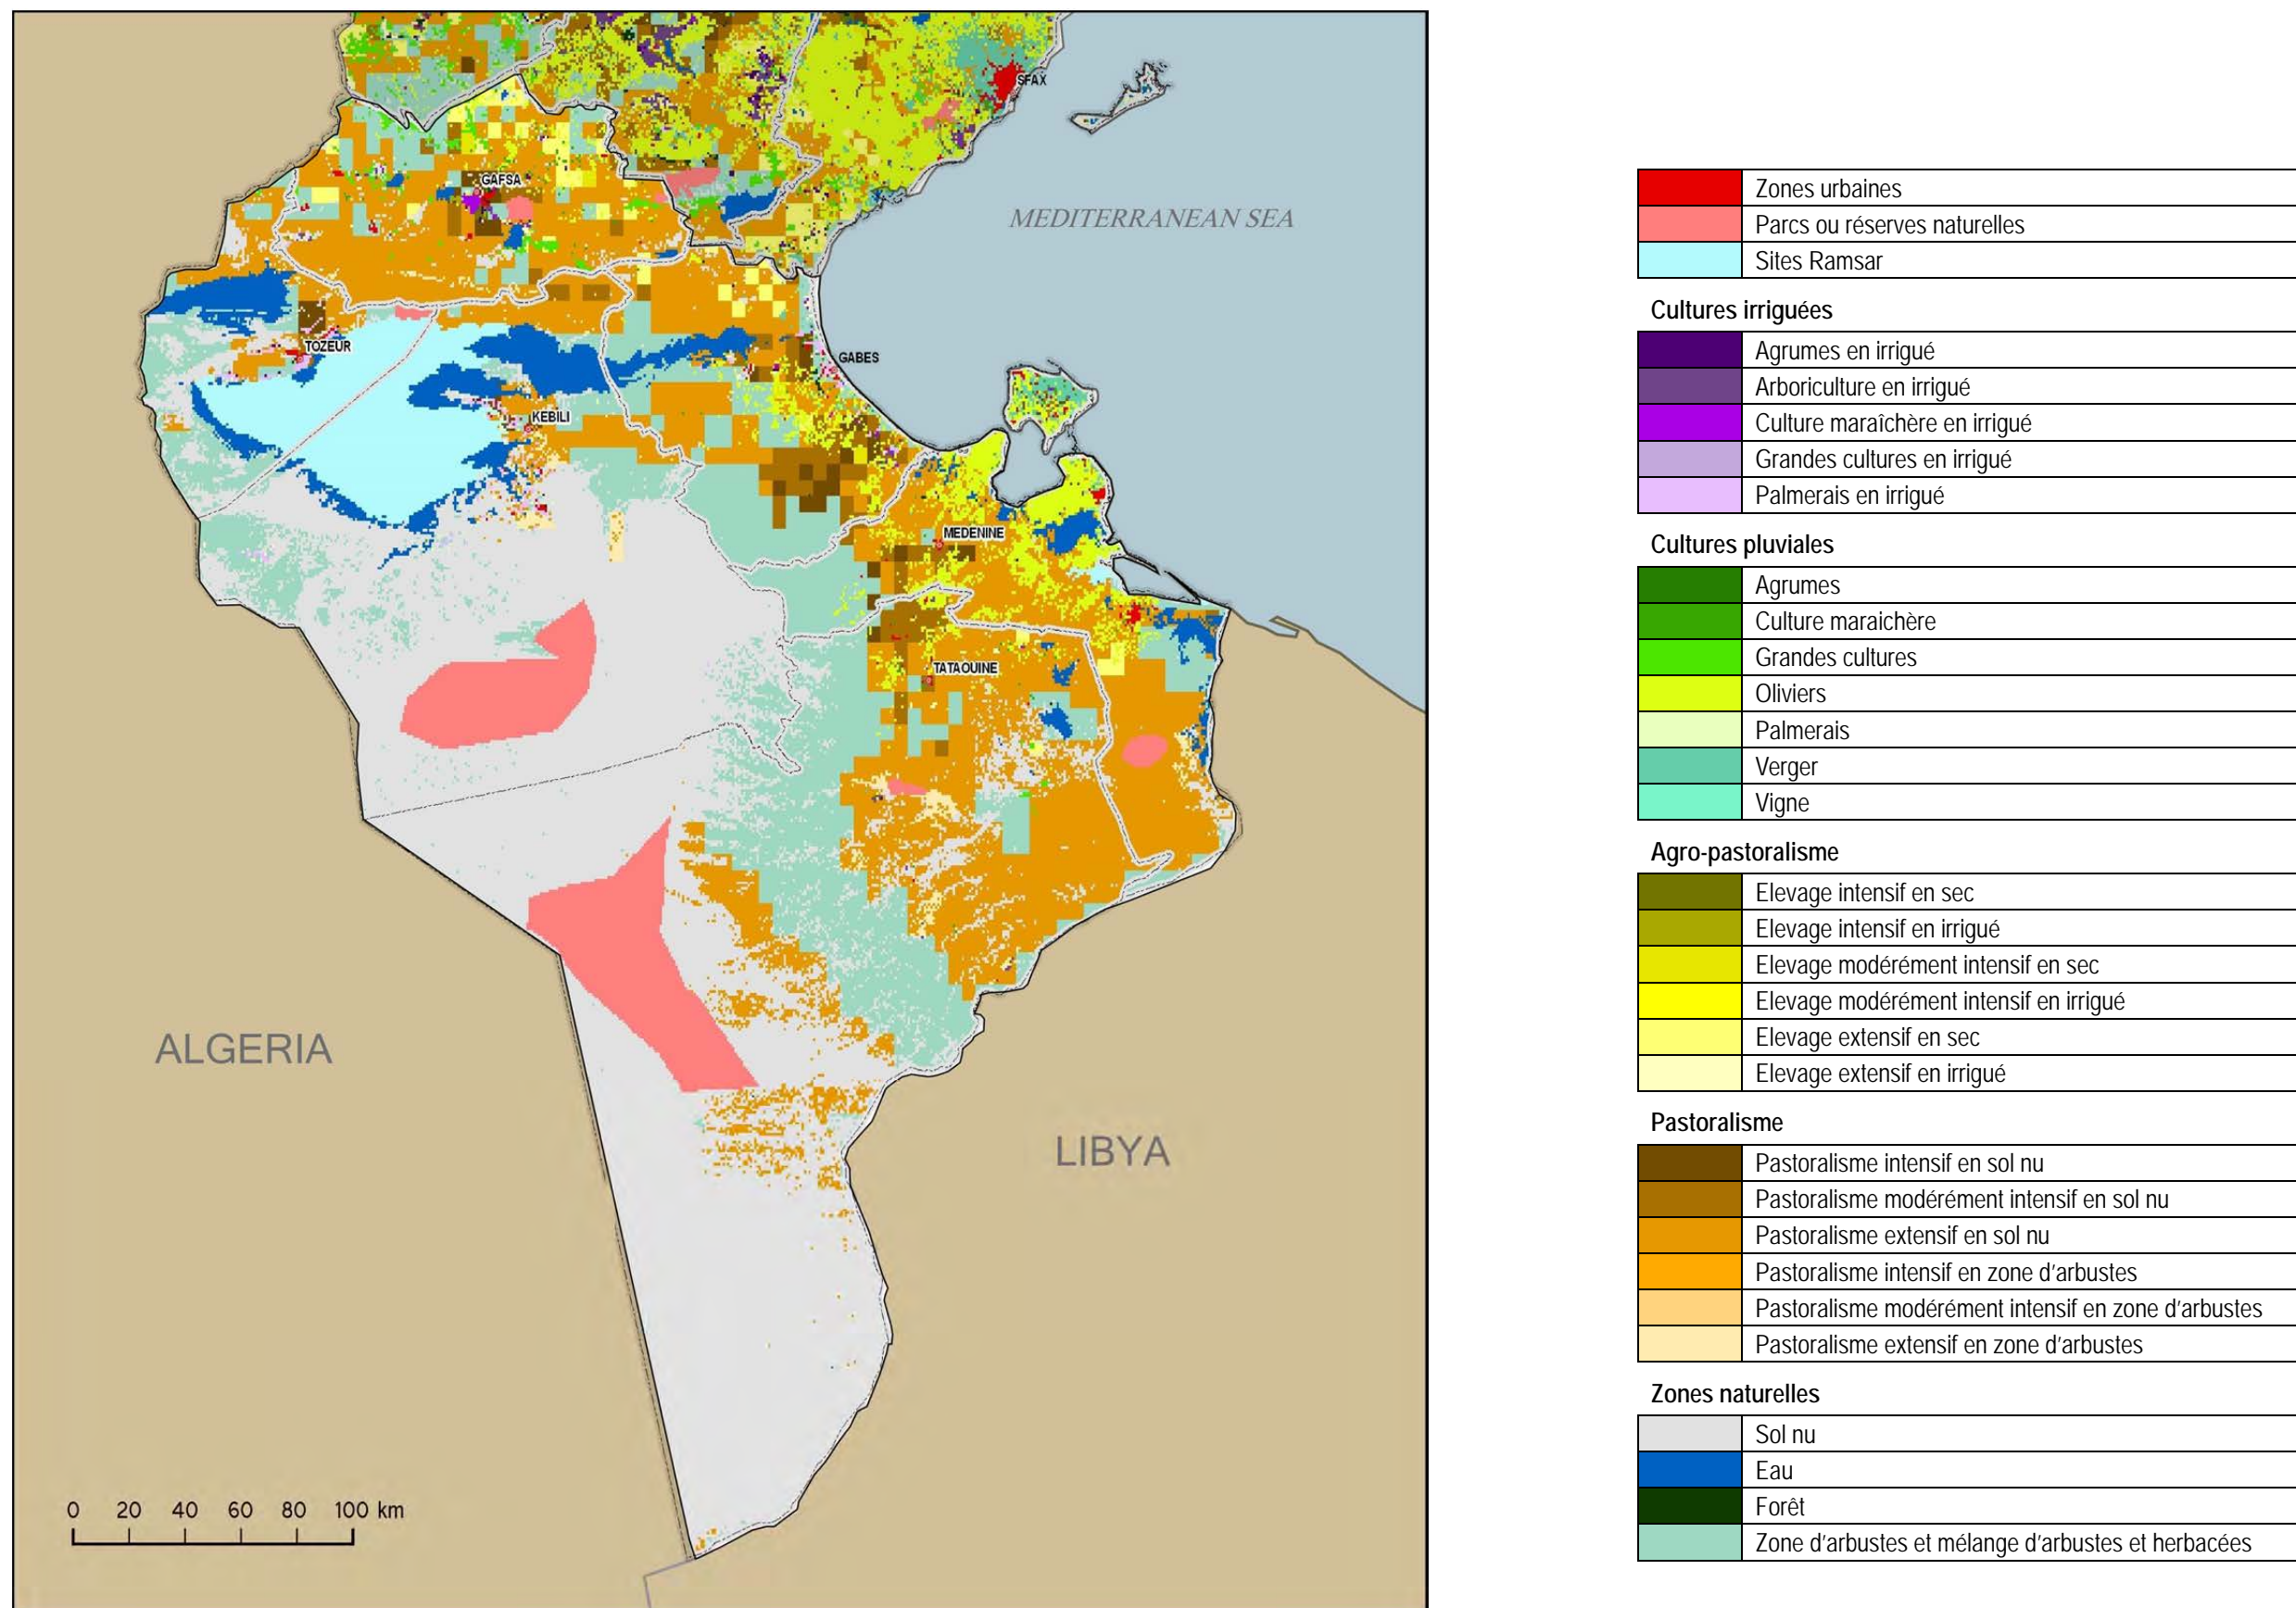 SFAX
GAFSA
MEDITERRANEAN SEA
TOZEUR
GABES
KEBILI
MEDENINE
TATAOUINE
ALGERIA
LIBYA
0 20 40 60 80 100 km
Zones urbaines
Parcs ou réserves naturelles
Sites Ramsar
Cultures irriguées
Agrumes en irrigué
Arboriculture en irrigué
Culture maraîchère en irrigué
Grandes cultures en irrigué
Palmerais en irrigué
Cultures pluviales
Agrumes
Culture maraichère
Grandes cultures
Oliviers
Palmerais
Verger
Vigne
Agro-pastoralisme
Elevage intensif en sec
Elevage intensif en irrigué
Elevage modérément intensif en sec
Elevage modérément intensif en irrigué
Elevage extensif en sec
Elevage extensif en irrigué
Pastoralisme
Pastoralisme intensif en sol nu
Pastoralisme modérément intensif en sol nu
Pastoralisme extensif en sol nu
Pastoralisme intensif en zone d’arbustes
Pastoralisme modérément intensif en zone d’arbustes
Pastoralisme extensif en zone d’arbustes
Zones naturelles
Sol nu
Eau
Forêt
Zone d’arbustes et mélange d’arbustes et herbacées